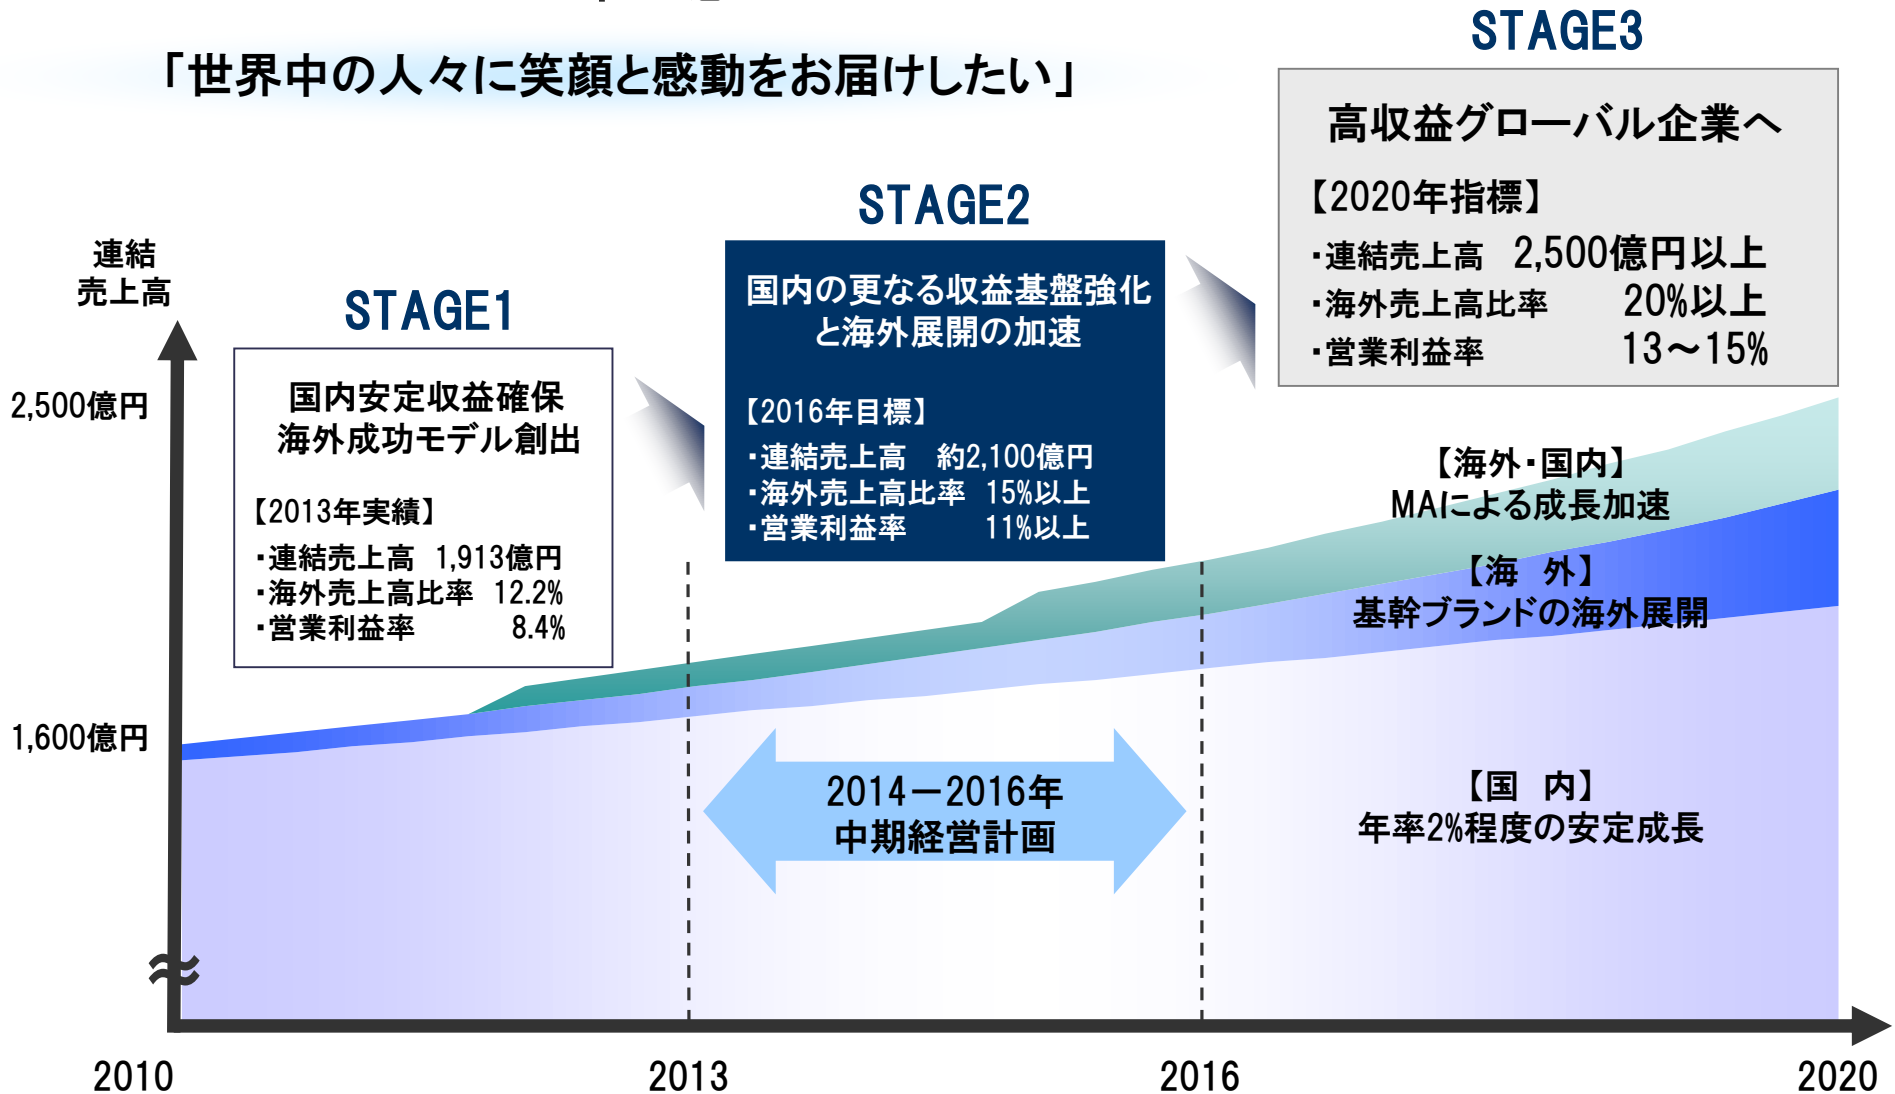 「世界中の人々に笑顔と感動をお届けしたい」
STAGE3
高収益グローバル企業へ
【2020年指標】
・連結売上高 2,500億円以上
・海外売上高比率 20%以上
・営業利益率 13～15%
STAGE2
国内の更なる収益基盤強化
と海外展開の加速
【2016年目標】
・連結売上高 約2,100億円
・海外売上高比率 15%以上
・営業利益率 11%以上
STAGE1
国内安定収益確保
海外成功モデル創出
【2013年実績】
・連結売上高 1,913億円
・海外売上高比率 12.2%
・営業利益率 8.4%
連結
売上高
2,500億円
1,600億円
【海外・国内】
MAによる成長加速
【海 外】
基幹ブランドの海外展開
2014－2016年
中期経営計画
【国 内】
年率2%程度の安定成長
2010
2013
2016
2020